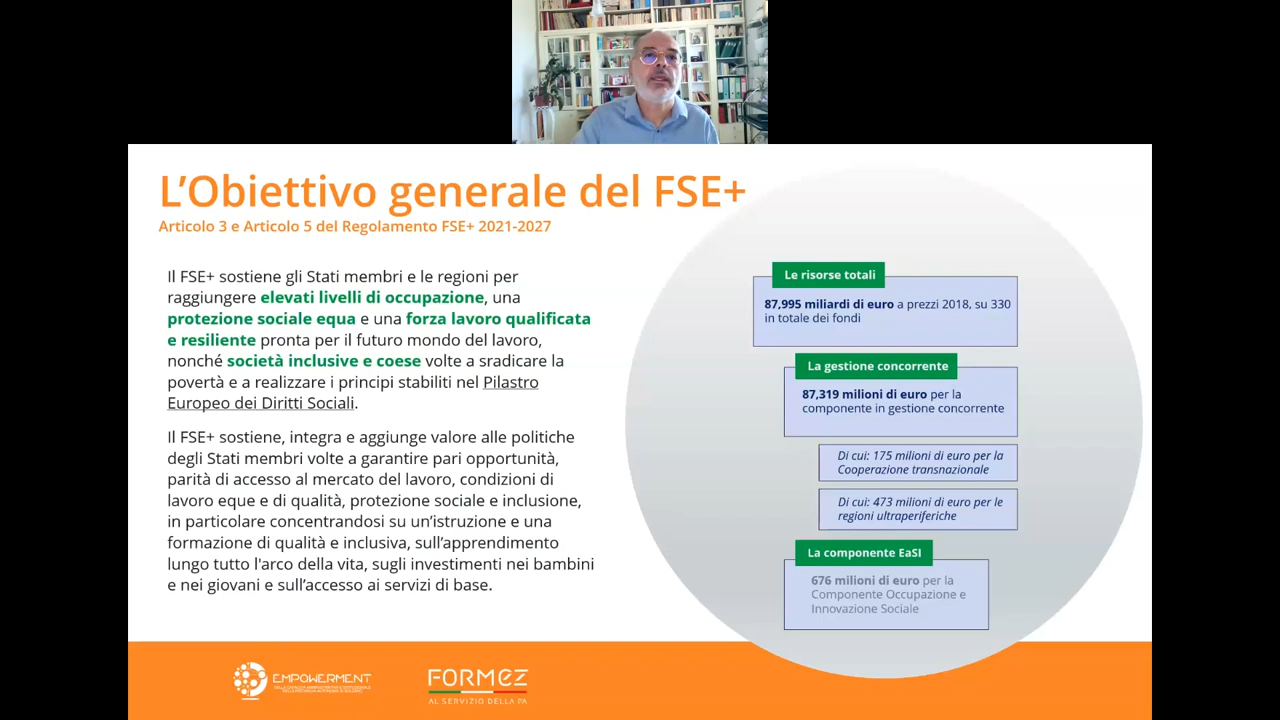 L’Obiettivo generale del FSE+
Articolo 3 e Articolo 5 del Regolamento FSE+ 2021-2027
Il FSE+ sostiene gli Stati membri e le regioni per
raggiungere elevati livelli di occupazione, una
protezione sociale equa e una forza lavoro qualificata
e resiliente pronta per il futuro mondo del lavoro,
nonché società inclusive e coese volte a sradicare la
povertà e a realizzare i principi stabiliti nel Pilastro
Europeo dei Diritti Sociali.
Il FSE+ sostiene, integra e aggiunge valore alle politiche
degli Stati membri volte a garantire pari opportunità,
parità di accesso al mercato del lavoro, condizioni di
lavoro eque e di qualità, protezione sociale e inclusione,
in particolare concentrandosi su un’istruzione e una
formazione di qualità e inclusiva, sull’apprendimento
lungo tutto l'arco della vita, sugli investimenti nei bambini
e nei giovani e sull’accesso ai servizi di base.
Le risorse totali
87,995 miliardi di euro a prezzi 2018, su 330
in totale dei fondi
La gestione concorrente
87,319 milioni di euro per la
componente in gestione concorrente
Di cui: 175 milioni di euro per la
Cooperazione transnazionale
Di cui: 473 milioni di euro per le
regioni ultraperiferiche
La componente EaSI
676 milioni di euro per la
Componente Occupazione e
Innovazione Sociale
EMPOWERMENT
FORMEZ
AL SERVIZIO DELLA PA